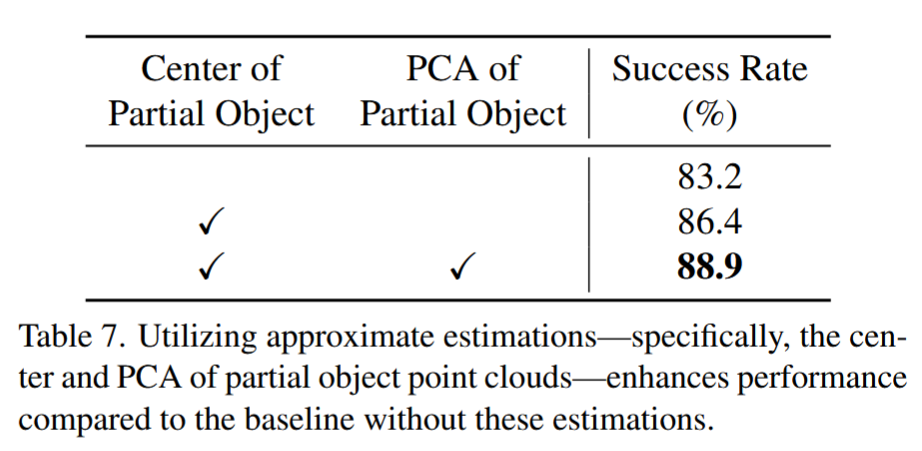 Center of PCA of Success Rate
Partial Object Partial Object (%)
83.2
✓ 86.4
✓ ✓ 88.9
Table 7. Utilizing approximate estimations—specifically, the cen-
ter and PCA of partial object point clouds—enhances performance
compared to the baseline without these estimations.